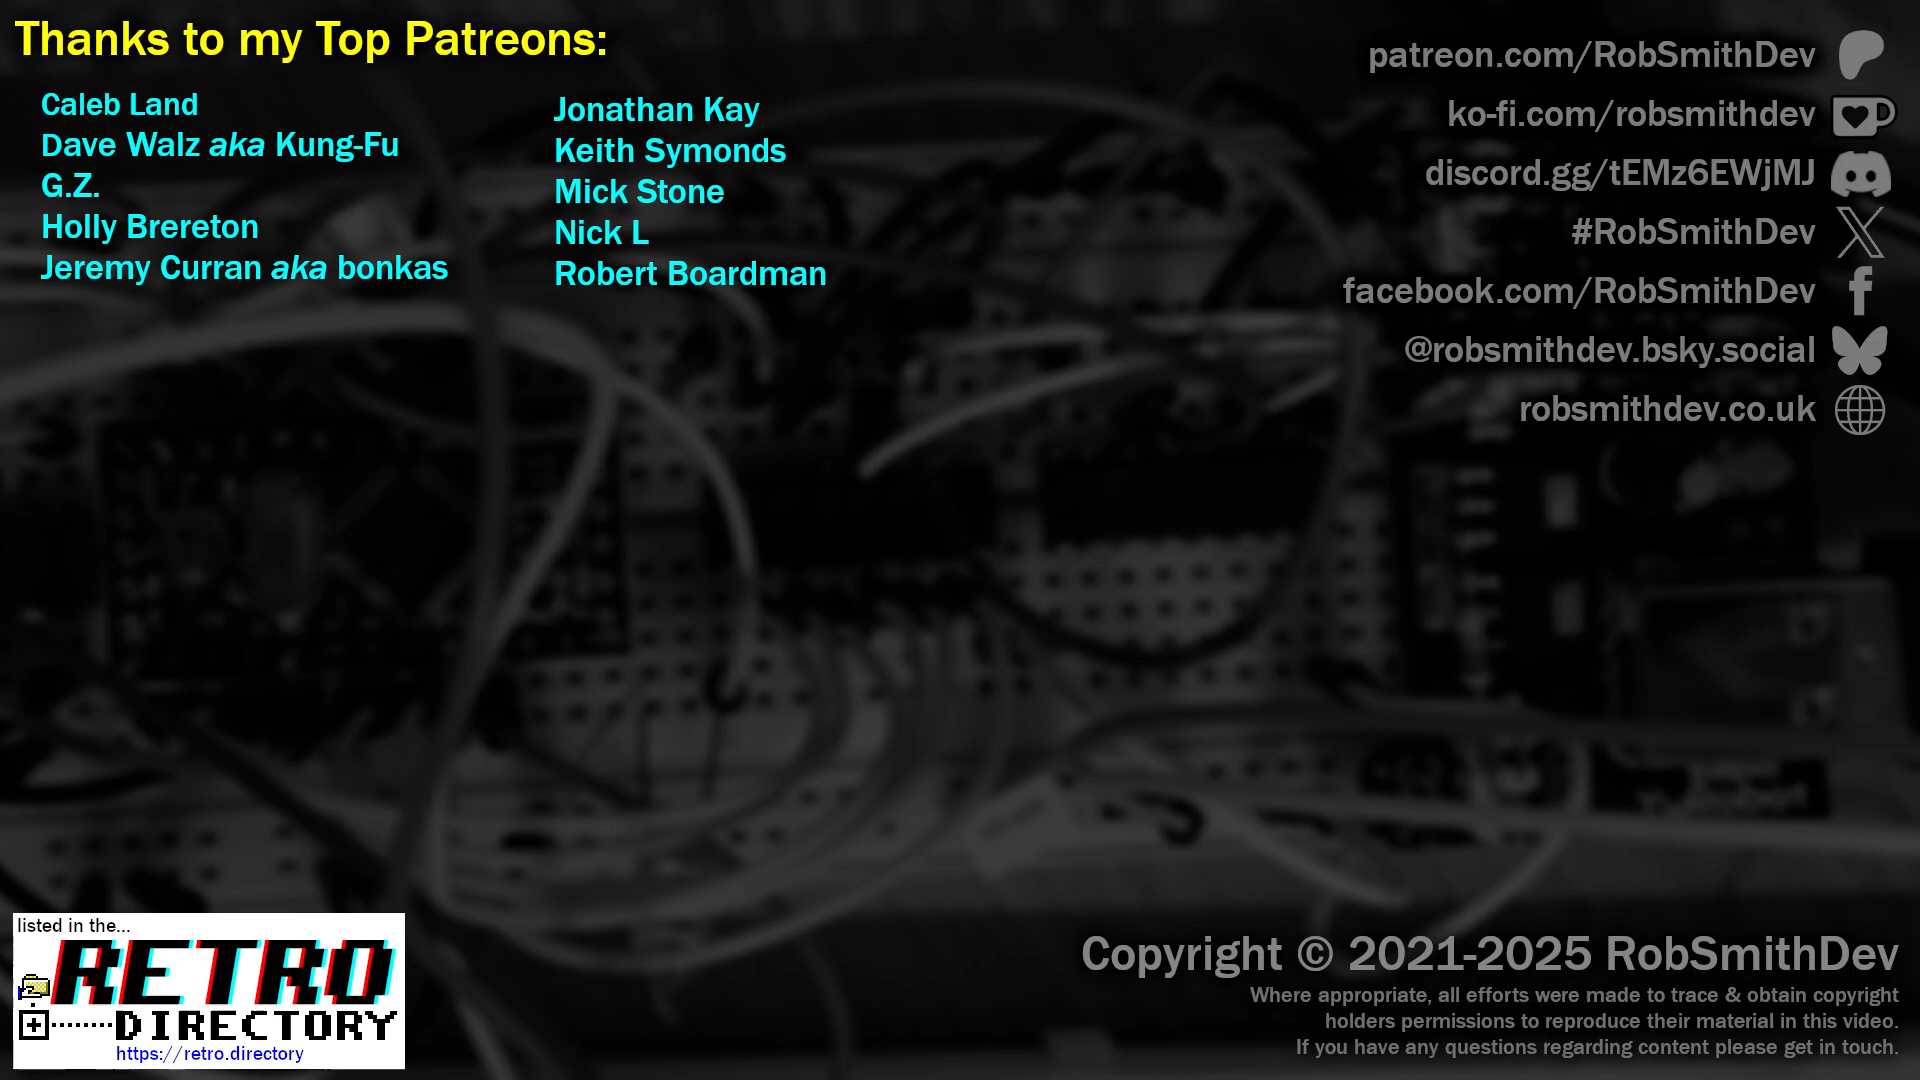 Thanks to my Top Patreons:
Caleb Land
Dave Walz aka Kung-Fu
G.Z.
Holly Brereton
Jeremy Curran aka bonkas
Jonathan Kay
Keith Symonds
Mick Stone
Nick L
Robert Boardman
patreon.com/RobSmithDev
ko-fi.com/robsmithdev
discord.gg/tEMz6EWjMJ
#RobSmithDev
facebook.com/RobSmithDev
@robsmithdev.bsky.social
robsmithdev.co.uk
listed in the...
RETRO
DIRECTORY
https://retro.directory
Copyright © 2021-2025 RobSmithDev
Where appropriate, all efforts were made to trace & obtain copyright
holders permissions to reproduce their material in this video.
If you have any questions regarding content please get in touch.